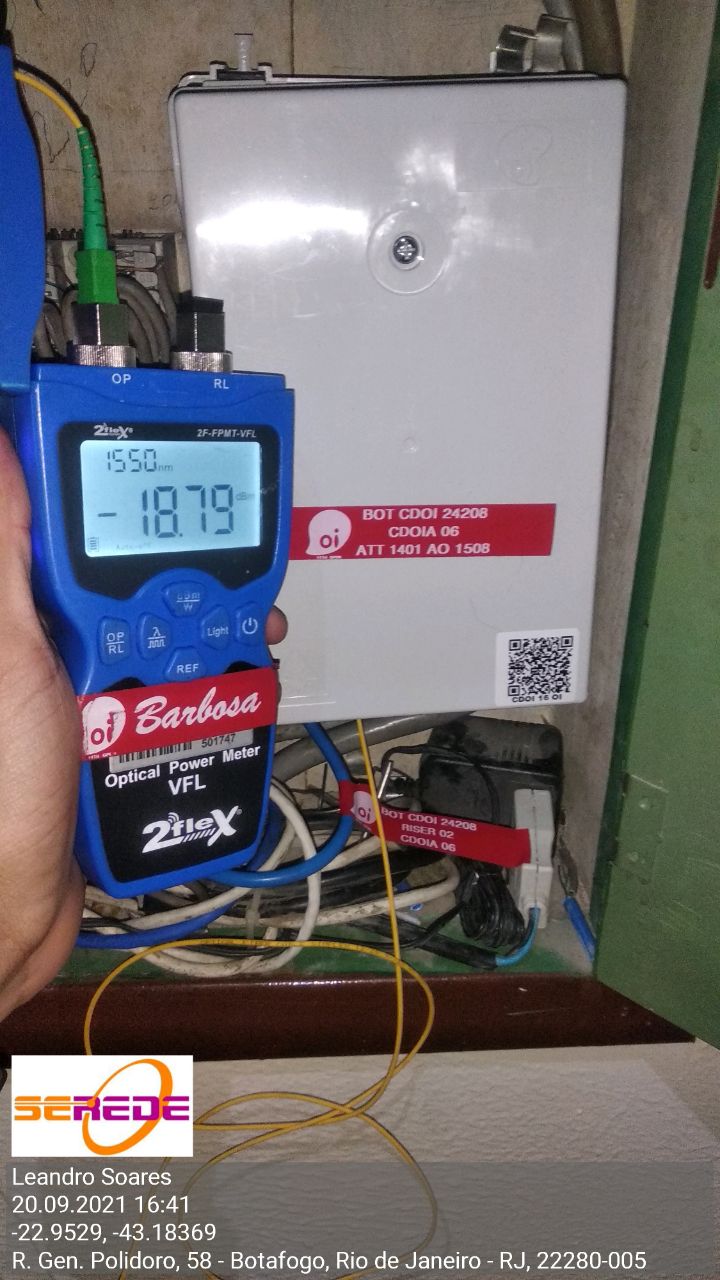 OP
RL
2flex®
2F-FPMT-VFL
1550nm
-18.79 dBm
dBm
W
OP
RL
λ
Light
REF
oi
Barbosa
501747
Optical Power Meter
VFL
2fleX®
oi
BOT CDOI 24208
CDOIA 06
ATT 1401 AO 1508
CDOI 16 OI
oi
BOT CDOI 24208
RISER 02
CDOIA 06
SEREDE
Leandro Soares
20.09.2021 16:41
-22.9529, -43.18369
R. Gen. Polidoro, 58 - Botafogo, Rio de Janeiro - RJ, 22280-005